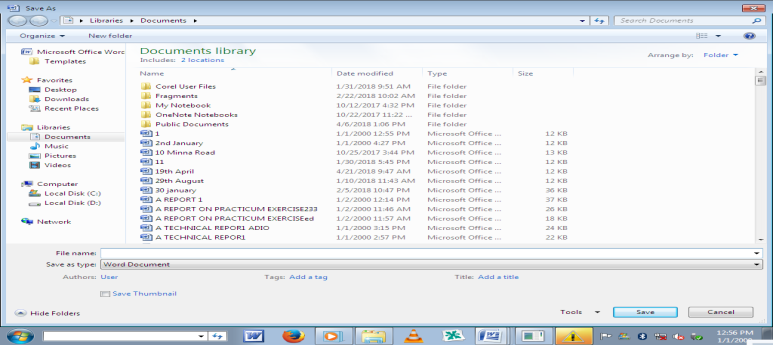 Save As
Libraries Documents Search Documents
Organize New folder
Microsoft Office Word
Templates
Favorites
Desktop
Downloads
Recent Places
Libraries
Documents
Music
Pictures
Videos
Computer
Local Disk (C:)
Local Disk (D:)
Network
Documents library
Includes: 2 locations
Arrange by: Folder
Name Date modified Type Size
Corel User Files 1/31/2018 9:51 AM File folder
Fragments 2/22/2018 10:02 AM File folder
My Notebook 10/12/2017 4:32 PM File folder
OneNote Notebooks 10/22/2017 11:22 ... File folder
Public Documents 4/6/2018 1:06 PM File folder
1 1/1/2000 12:55 PM Microsoft Office ... 12 KB
2nd January 1/1/2000 4:27 PM Microsoft Office ... 12 KB
10 Minna Road 10/25/2017 3:44 PM Microsoft Office ... 13 KB
11 1/30/2018 5:45 PM Microsoft Office ... 12 KB
19th April 4/21/2018 9:47 AM Microsoft Office ... 12 KB
29th August 1/10/2018 11:43 AM Microsoft Office ... 12 KB
30 january 2/5/2018 10:47 PM Microsoft Office ... 36 KB
A REPORT 1 1/2/2000 12:14 PM Microsoft Office ... 37 KB
A REPORT ON PRACTICUM EXERCISE233 1/2/2000 11:46 AM Microsoft Office ... 26 KB
A REPORT ON PRACTICUM EXERCISEed 1/2/2000 11:57 AM Microsoft Office ... 18 KB
A TECHNICAL REPOR1 ADIO 1/1/2000 3:15 PM Microsoft Office ... 24 KB
A TECHNICAL REPOR1 1/1/2000 2:57 PM Microsoft Office ... 22 KB
File name:
Save as type: Word Document
Authors: User Tags: Add a tag Title: Add a title
Save Thumbnail
Hide Folders Tools Save Cancel
12:56 PM